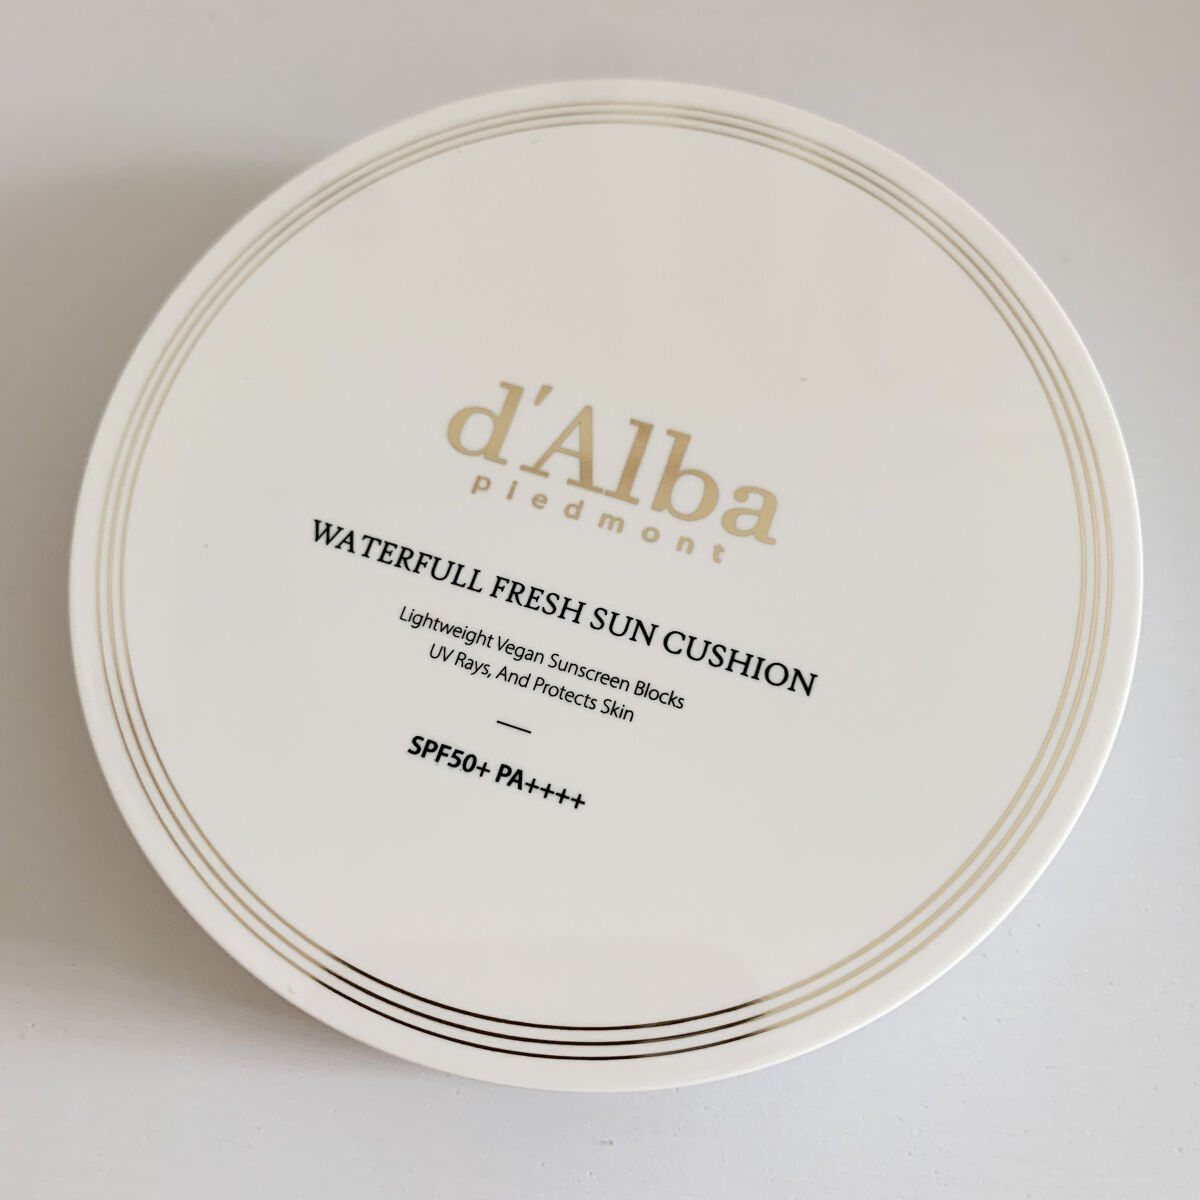 d'Alba
piedmont
WATERFULL FRESH SUN CUSHION
Lightweight Vegan Sunscreen Blocks
UV Rays, And Protects Skin
SPF50+ PA++++